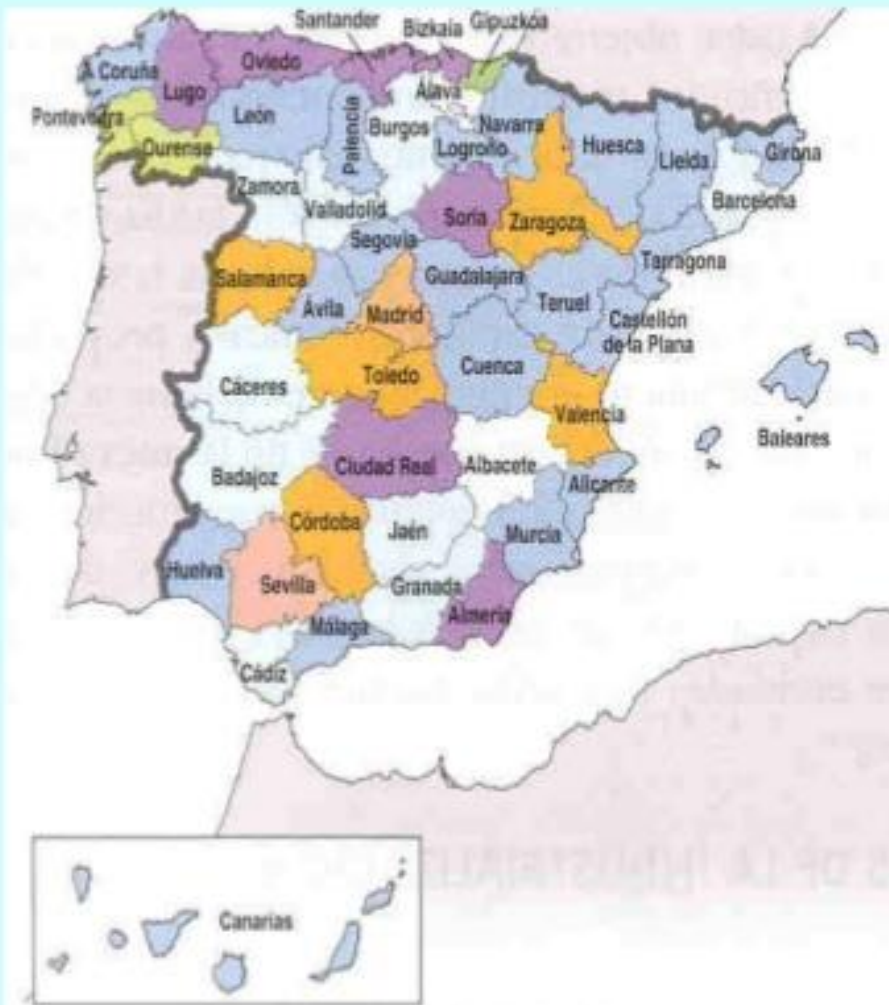 Santander
Gipuzkoa
Bizkaia
A Coruña
Oviedo
Lugo
Álava
Pontevedra
León
Palencia
Burgos
Navarra
Ourense
Logroño
Huesca
Lleida
Girona
Zamora
Barcelona
Valladolid
Soria
Zaragoza
Segovia
Tarragona
Salamanca
Guadalajara
Ávila
Madrid
Teruel
Castellón
de la Plana
Cuenca
Cáceres
Toledo
Valencia
Baleares
Ciudad Real
Albacete
Badajoz
Alicante
Córdoba
Jaén
Murcia
Huelva
Sevilla
Granada
Almería
Málaga
Cádiz
Canarias